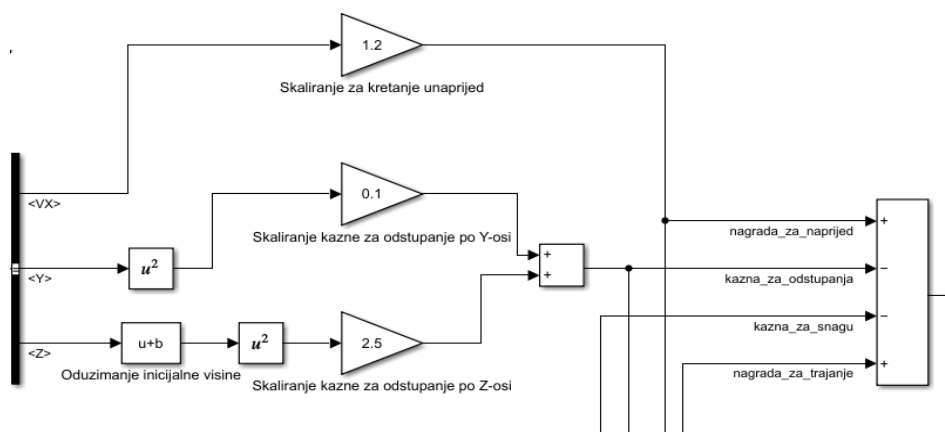 1.2
Skaliranje za kretanje unaprijed
<VX>
0.1
Skaliranje kazne za odstupanje po Y-osi
<Y>
u²
+
+
nagrada_za_naprijed
+
kazna_za_odstupanja
−
kazna_za_snagu
−
nagrada_za_trajanje
+
<Z>
u+b
Oduzimanje inicijalne visine
u²
2.5
Skaliranje kazne za odstupanje po Z-osi